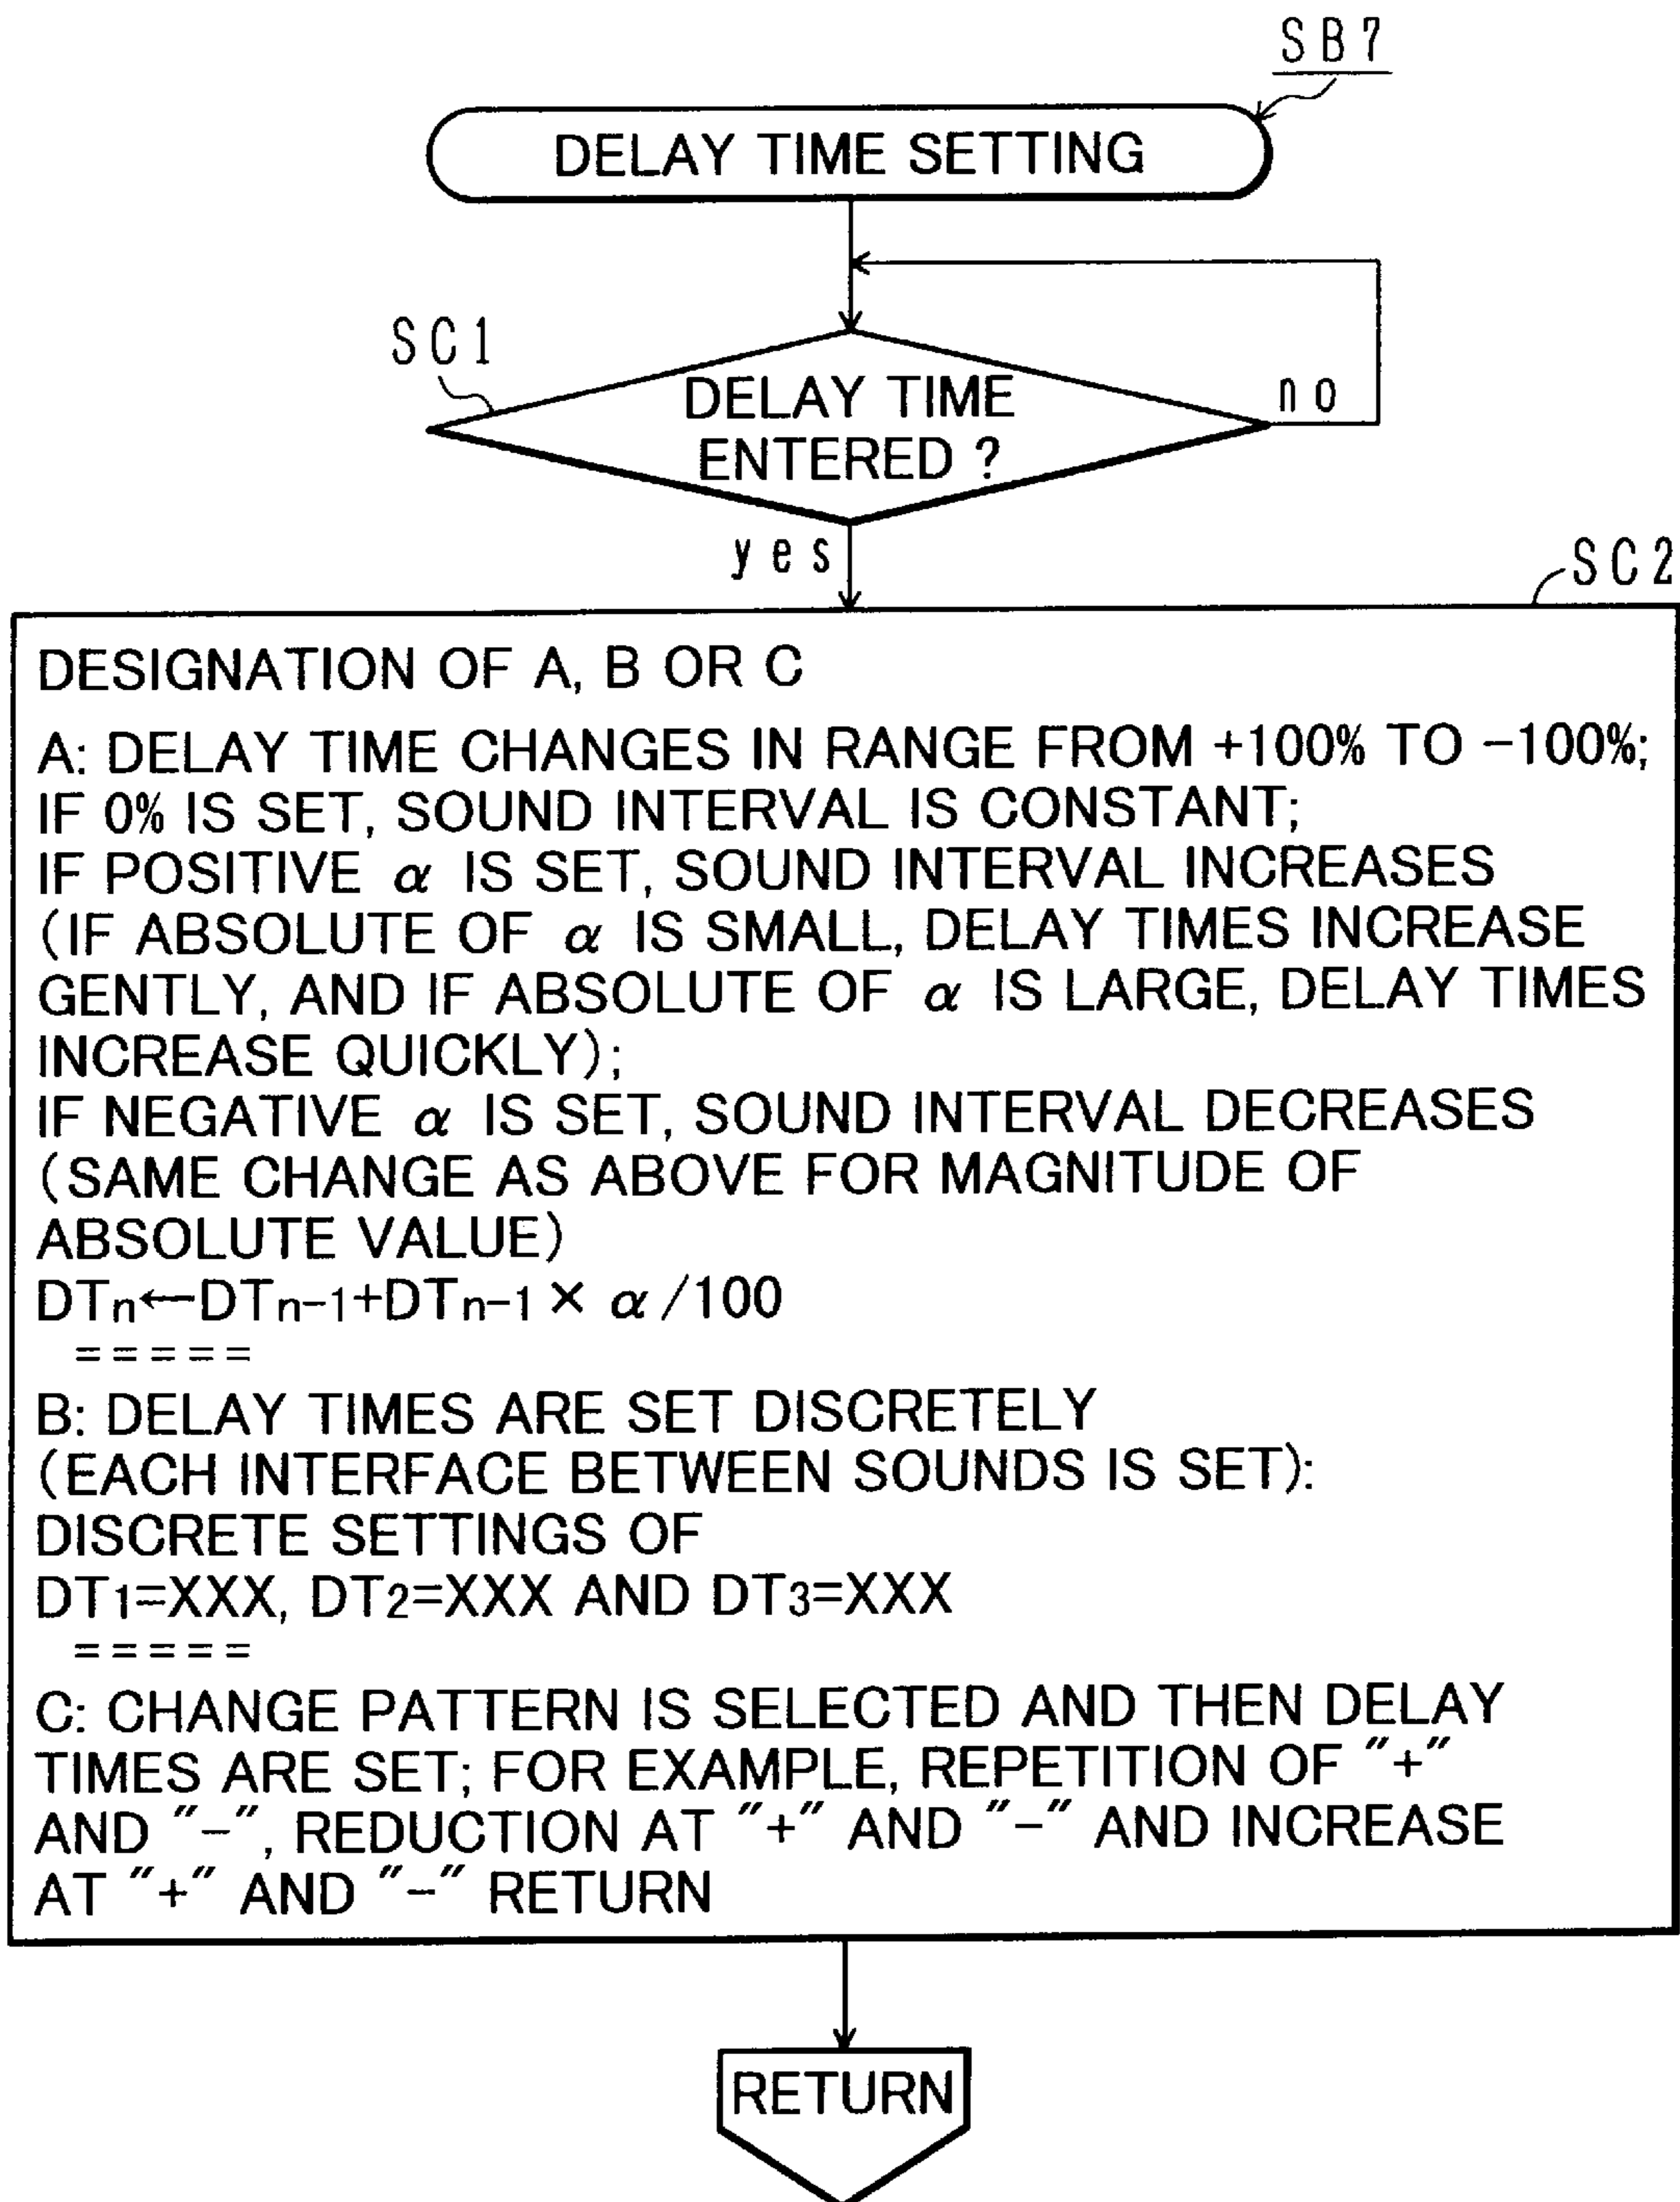 SB7
DELAY TIME SETTING
SC1
DELAY TIME
ENTERED ?
no
yes
SC2
DESIGNATION OF A, B OR C
A: DELAY TIME CHANGES IN RANGE FROM +100% TO -100%;
IF 0% IS SET, SOUND INTERVAL IS CONSTANT;
IF POSITIVE α IS SET, SOUND INTERVAL INCREASES
(IF ABSOLUTE OF α IS SMALL, DELAY TIMES INCREASE
GENTLY, AND IF ABSOLUTE OF α IS LARGE, DELAY TIMES
INCREASE QUICKLY);
IF NEGATIVE α IS SET, SOUND INTERVAL DECREASES
(SAME CHANGE AS ABOVE FOR MAGNITUDE OF
ABSOLUTE VALUE)
DTn←DTn-1+DTn-1 × α/100
=====
B: DELAY TIMES ARE SET DISCRETELY
(EACH INTERFACE BETWEEN SOUNDS IS SET):
DISCRETE SETTINGS OF
DT1=XXX, DT2=XXX AND DT3=XXX
=====
C: CHANGE PATTERN IS SELECTED AND THEN DELAY
TIMES ARE SET; FOR EXAMPLE, REPETITION OF "+"
AND "-", REDUCTION AT "+" AND "-" AND INCREASE
AT "+" AND "-" RETURN
RETURN